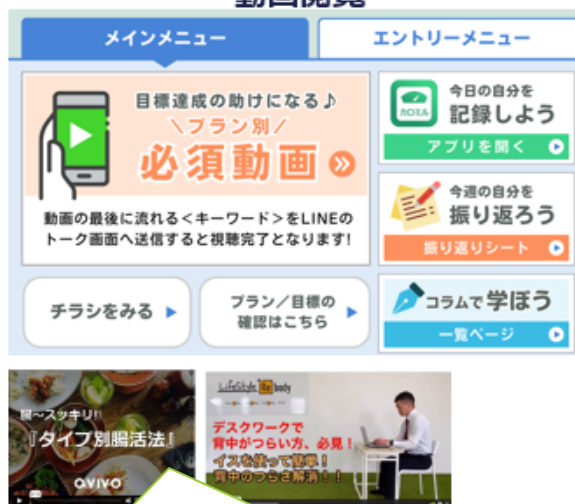 動画閲覧
メインメニュー
エントリーメニュー
目標達成の助けになる♪
＼プラン別／
必須動画
動画の最後に流れる<キーワード>をLINEの
トーク画面へ送信すると視聴完了となります!
チラシをみる
プラン／目標の
確認はこちら
カロミル
今日の自分を
記録しよう
アプリを開く
今週の自分を
振り返ろう
振り返りシート
コラムで学ぼう
一覧ページ
腸～スッキリ!!
『タイプ別腸活法』
QVIVO
LifeStyle Re body
デスクワークで
背中がつらい方、必見！
イスを使って簡単！
背中のつらさ解消！！